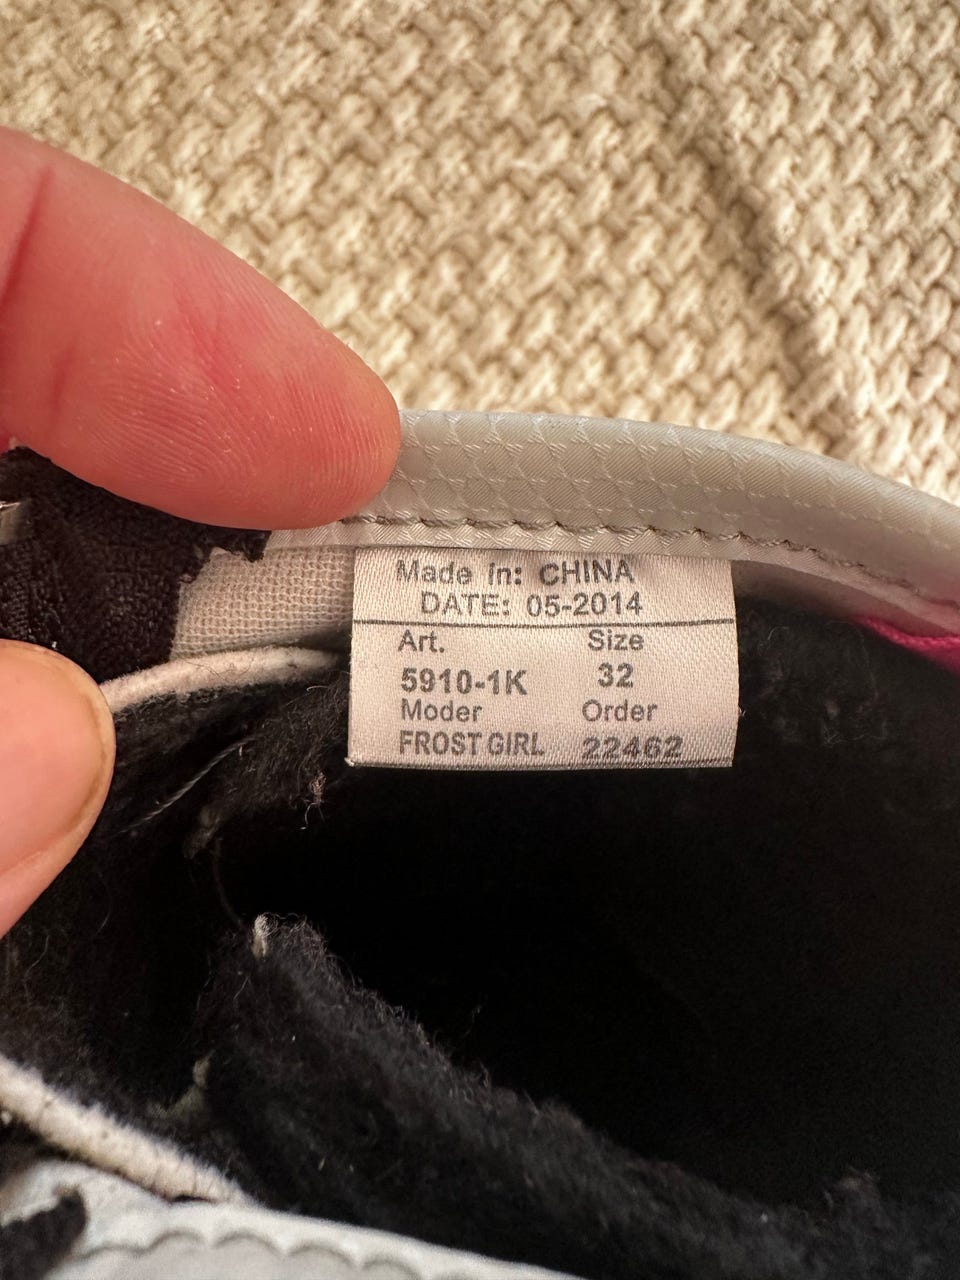 Made in: CHINA
DATE: 05-2014
Art. Size
5910-1K 32
Moder Order
FROST GIRL 22462